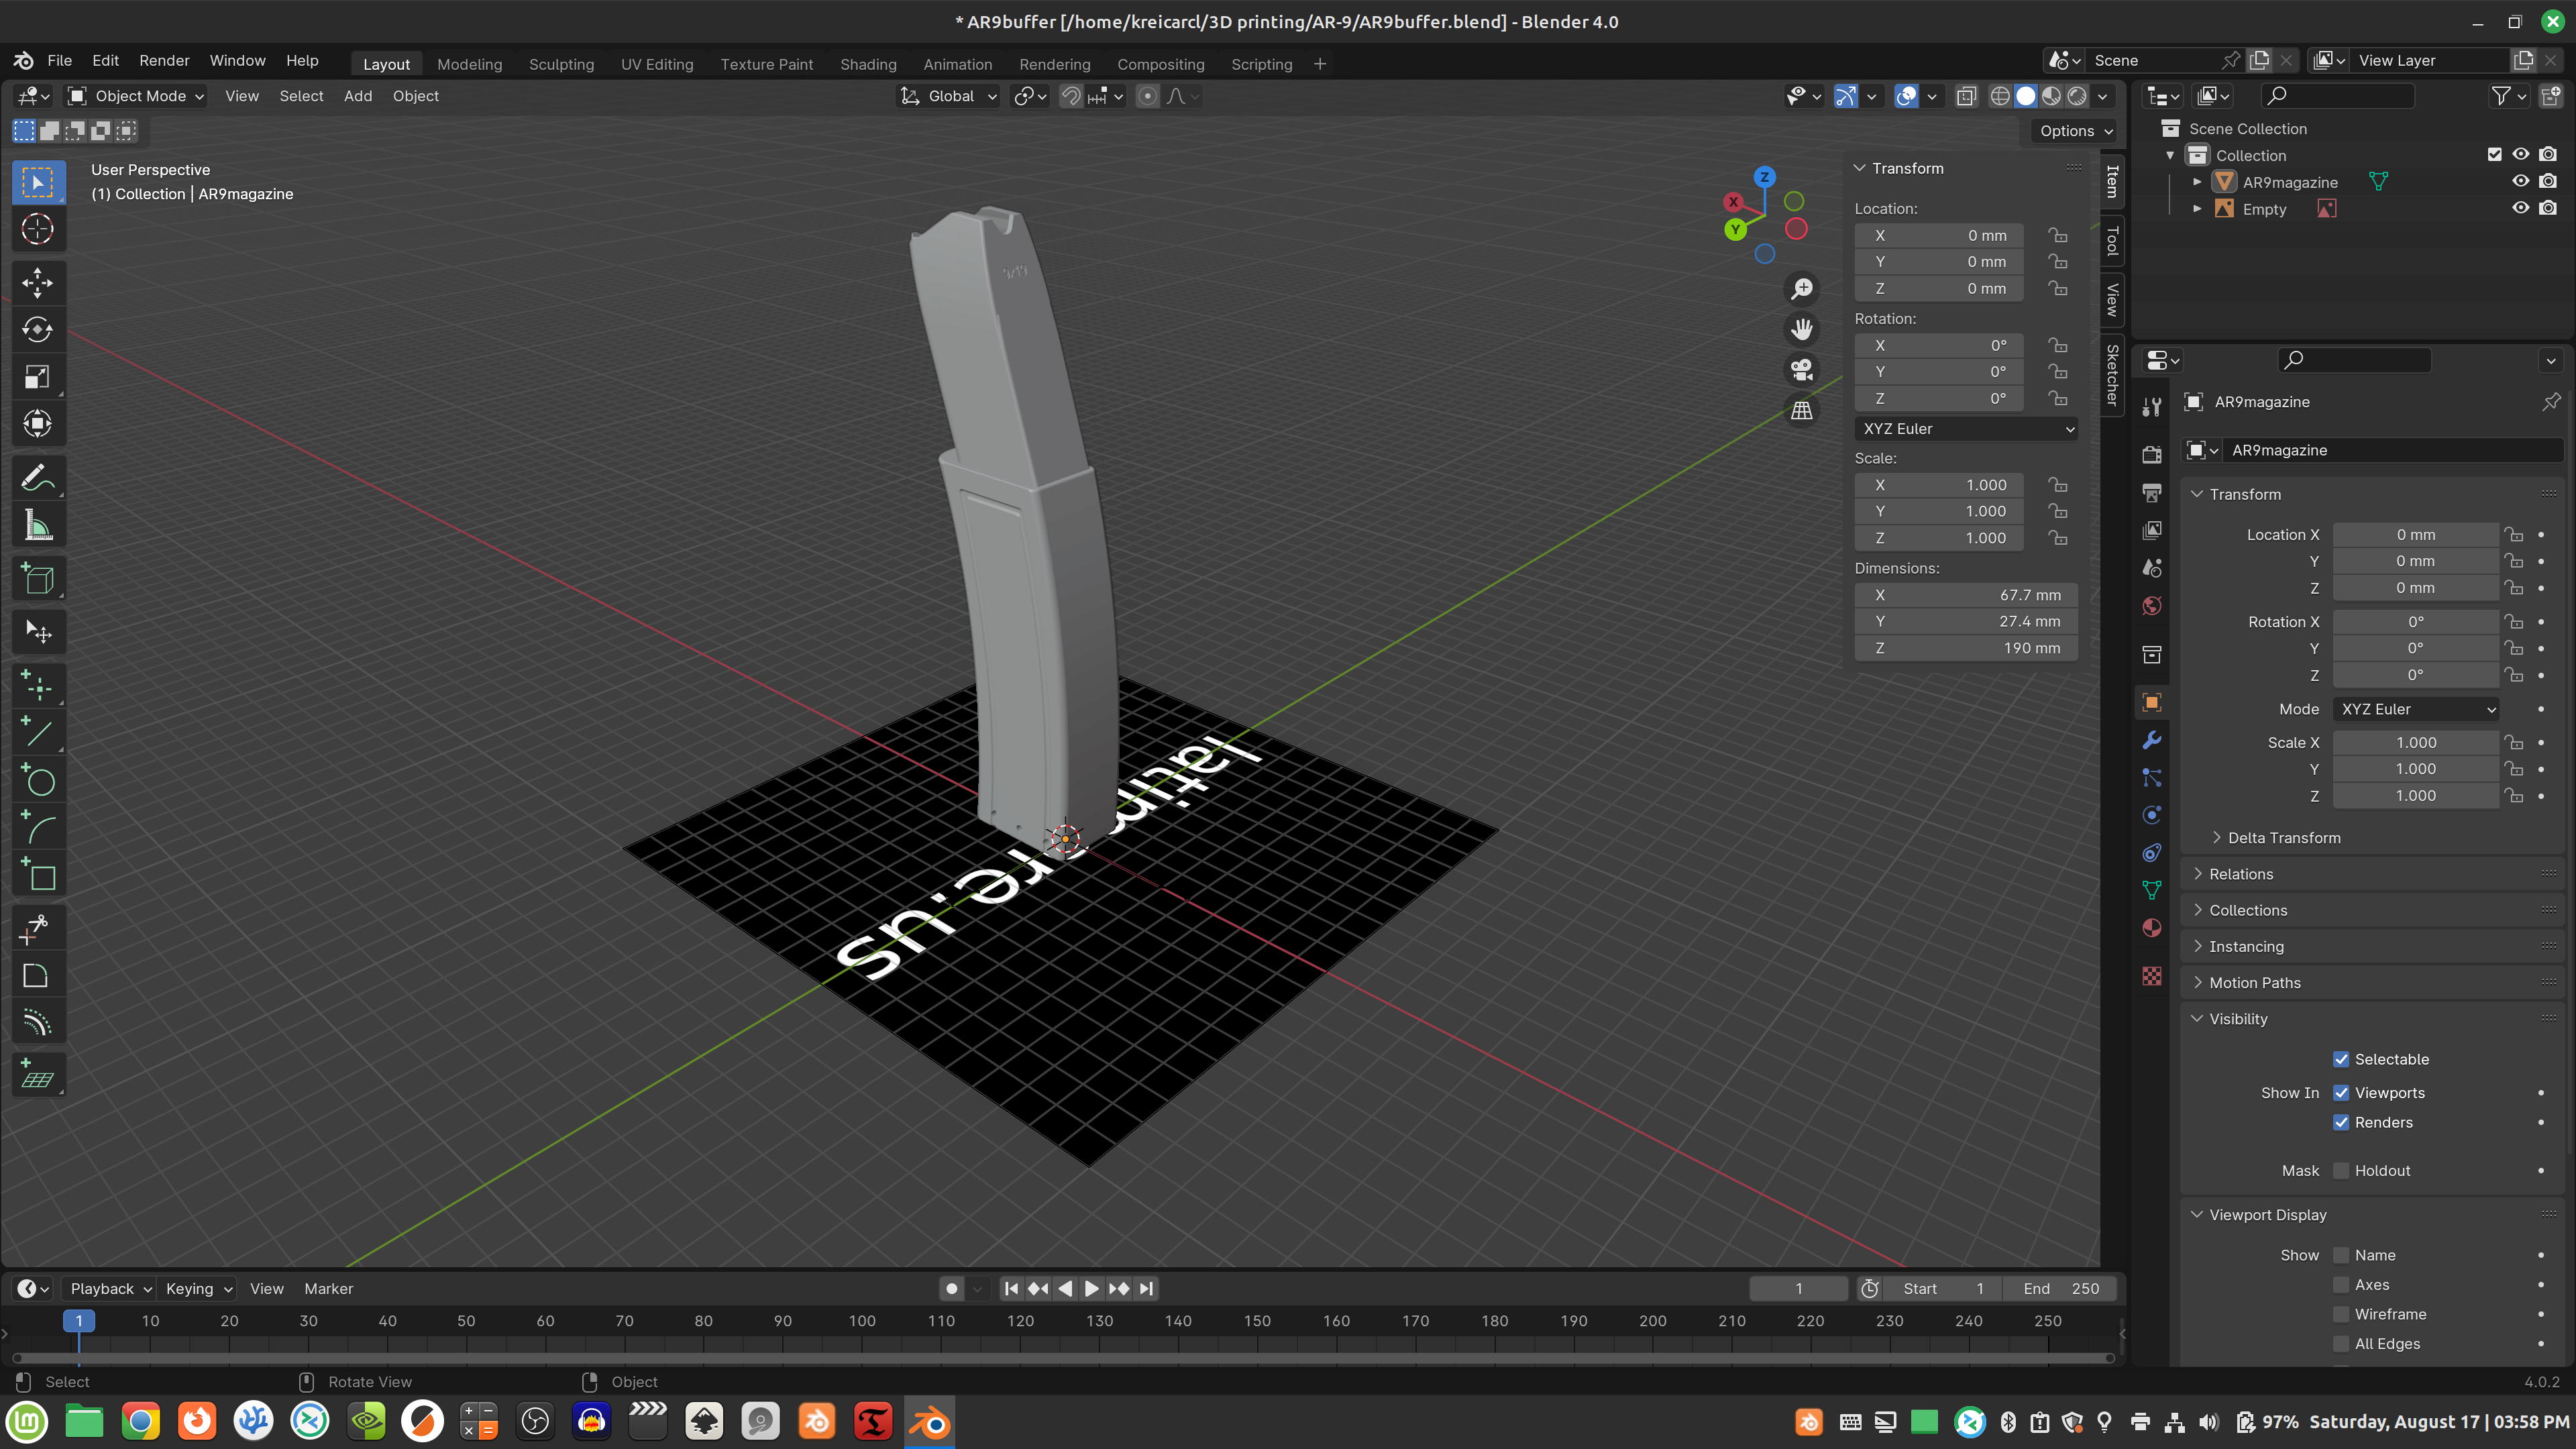 * AR9buffer [/home/kreicarcl/3D printing/AR-9/AR9buffer.blend] - Blender 4.0
File Edit Render Window Help Layout Modeling Sculpting UV Editing Texture Paint Shading Animation Rendering Compositing Scripting + Scene View Layer
Object Mode View Select Add Object Global
Options
User Perspective
(1) Collection | AR9magazine
Z
X
Y
9/19
Transform
Location:
X 0 mm
Y 0 mm
Z 0 mm
Rotation:
X 0°
Y 0°
Z 0°
XYZ Euler
Scale:
X 1.000
Y 1.000
Z 1.000
Dimensions:
X 67.7 mm
Y 27.4 mm
Z 190 mm
Item
Tool
View
Sketcher
Scene Collection
Collection
AR9magazine
Empty
AR9magazine
AR9magazine
Transform
Location X 0 mm
Y 0 mm
Z 0 mm
Rotation X 0°
Y 0°
Z 0°
Mode XYZ Euler
Scale X 1.000
Y 1.000
Z 1.000
Delta Transform
Relations
Collections
Instancing
Motion Paths
Visibility
Selectable
Show In Viewports
Renders
Mask Holdout
Viewport Display
Show Name
Axes
Wireframe
All Edges
Playback Keying View Marker 1 Start 1 End 250
1 10 20 30 40 50 60 70 80 90 100 110 120 130 140 150 160 170 180 190 200 210 220 230 240 250
Select Rotate View Object 4.0.2
97% Saturday, August 17 | 03:58 PM